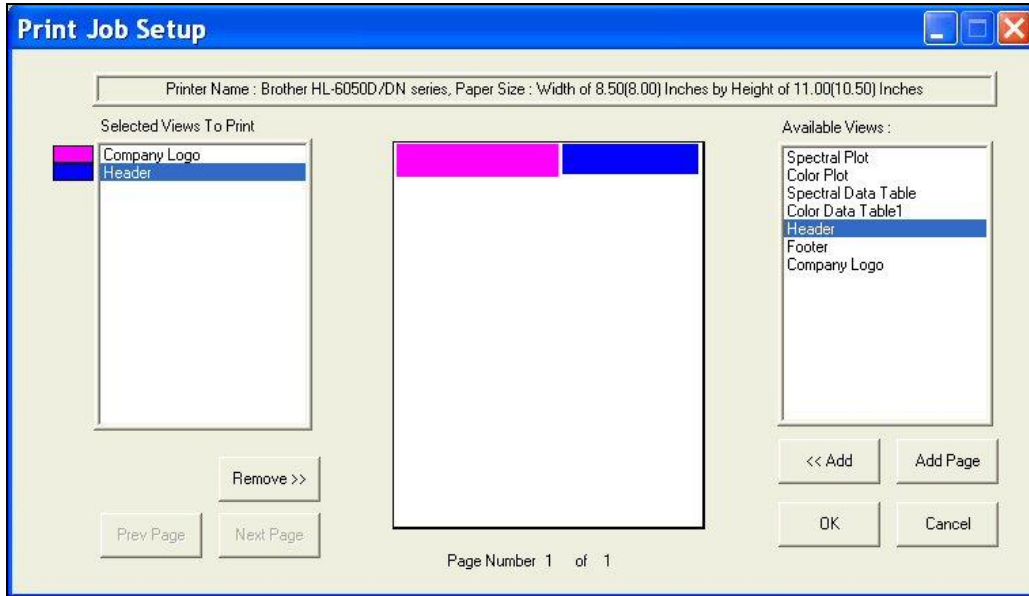 Print Job Setup
Printer Name : Brother HL-6050D/DN series, Paper Size : Width of 8.50(8.00) Inches by Height of 11.00(10.50) Inches
Selected Views To Print
Company Logo
Header
Available Views :
Spectral Plot
Color Plot
Spectral Data Table
Color Data Table1
Header
Footer
Company Logo
Remove >>
<< Add
Add Page
Prev Page
Next Page
OK
Cancel
Page Number 1 of 1